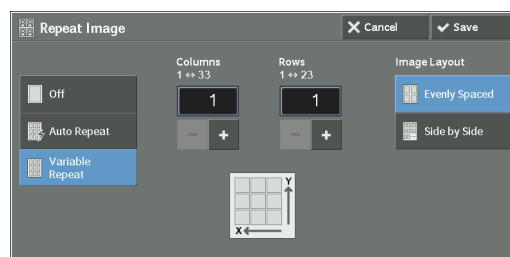 Repeat Image
Cancel
Save
Columns
1 ↔ 33
Rows
1 ↔ 23
Image Layout
Off
Auto Repeat
Variable
Repeat
1
1
− +
− +
Evenly Spaced
Side by Side
Y
X